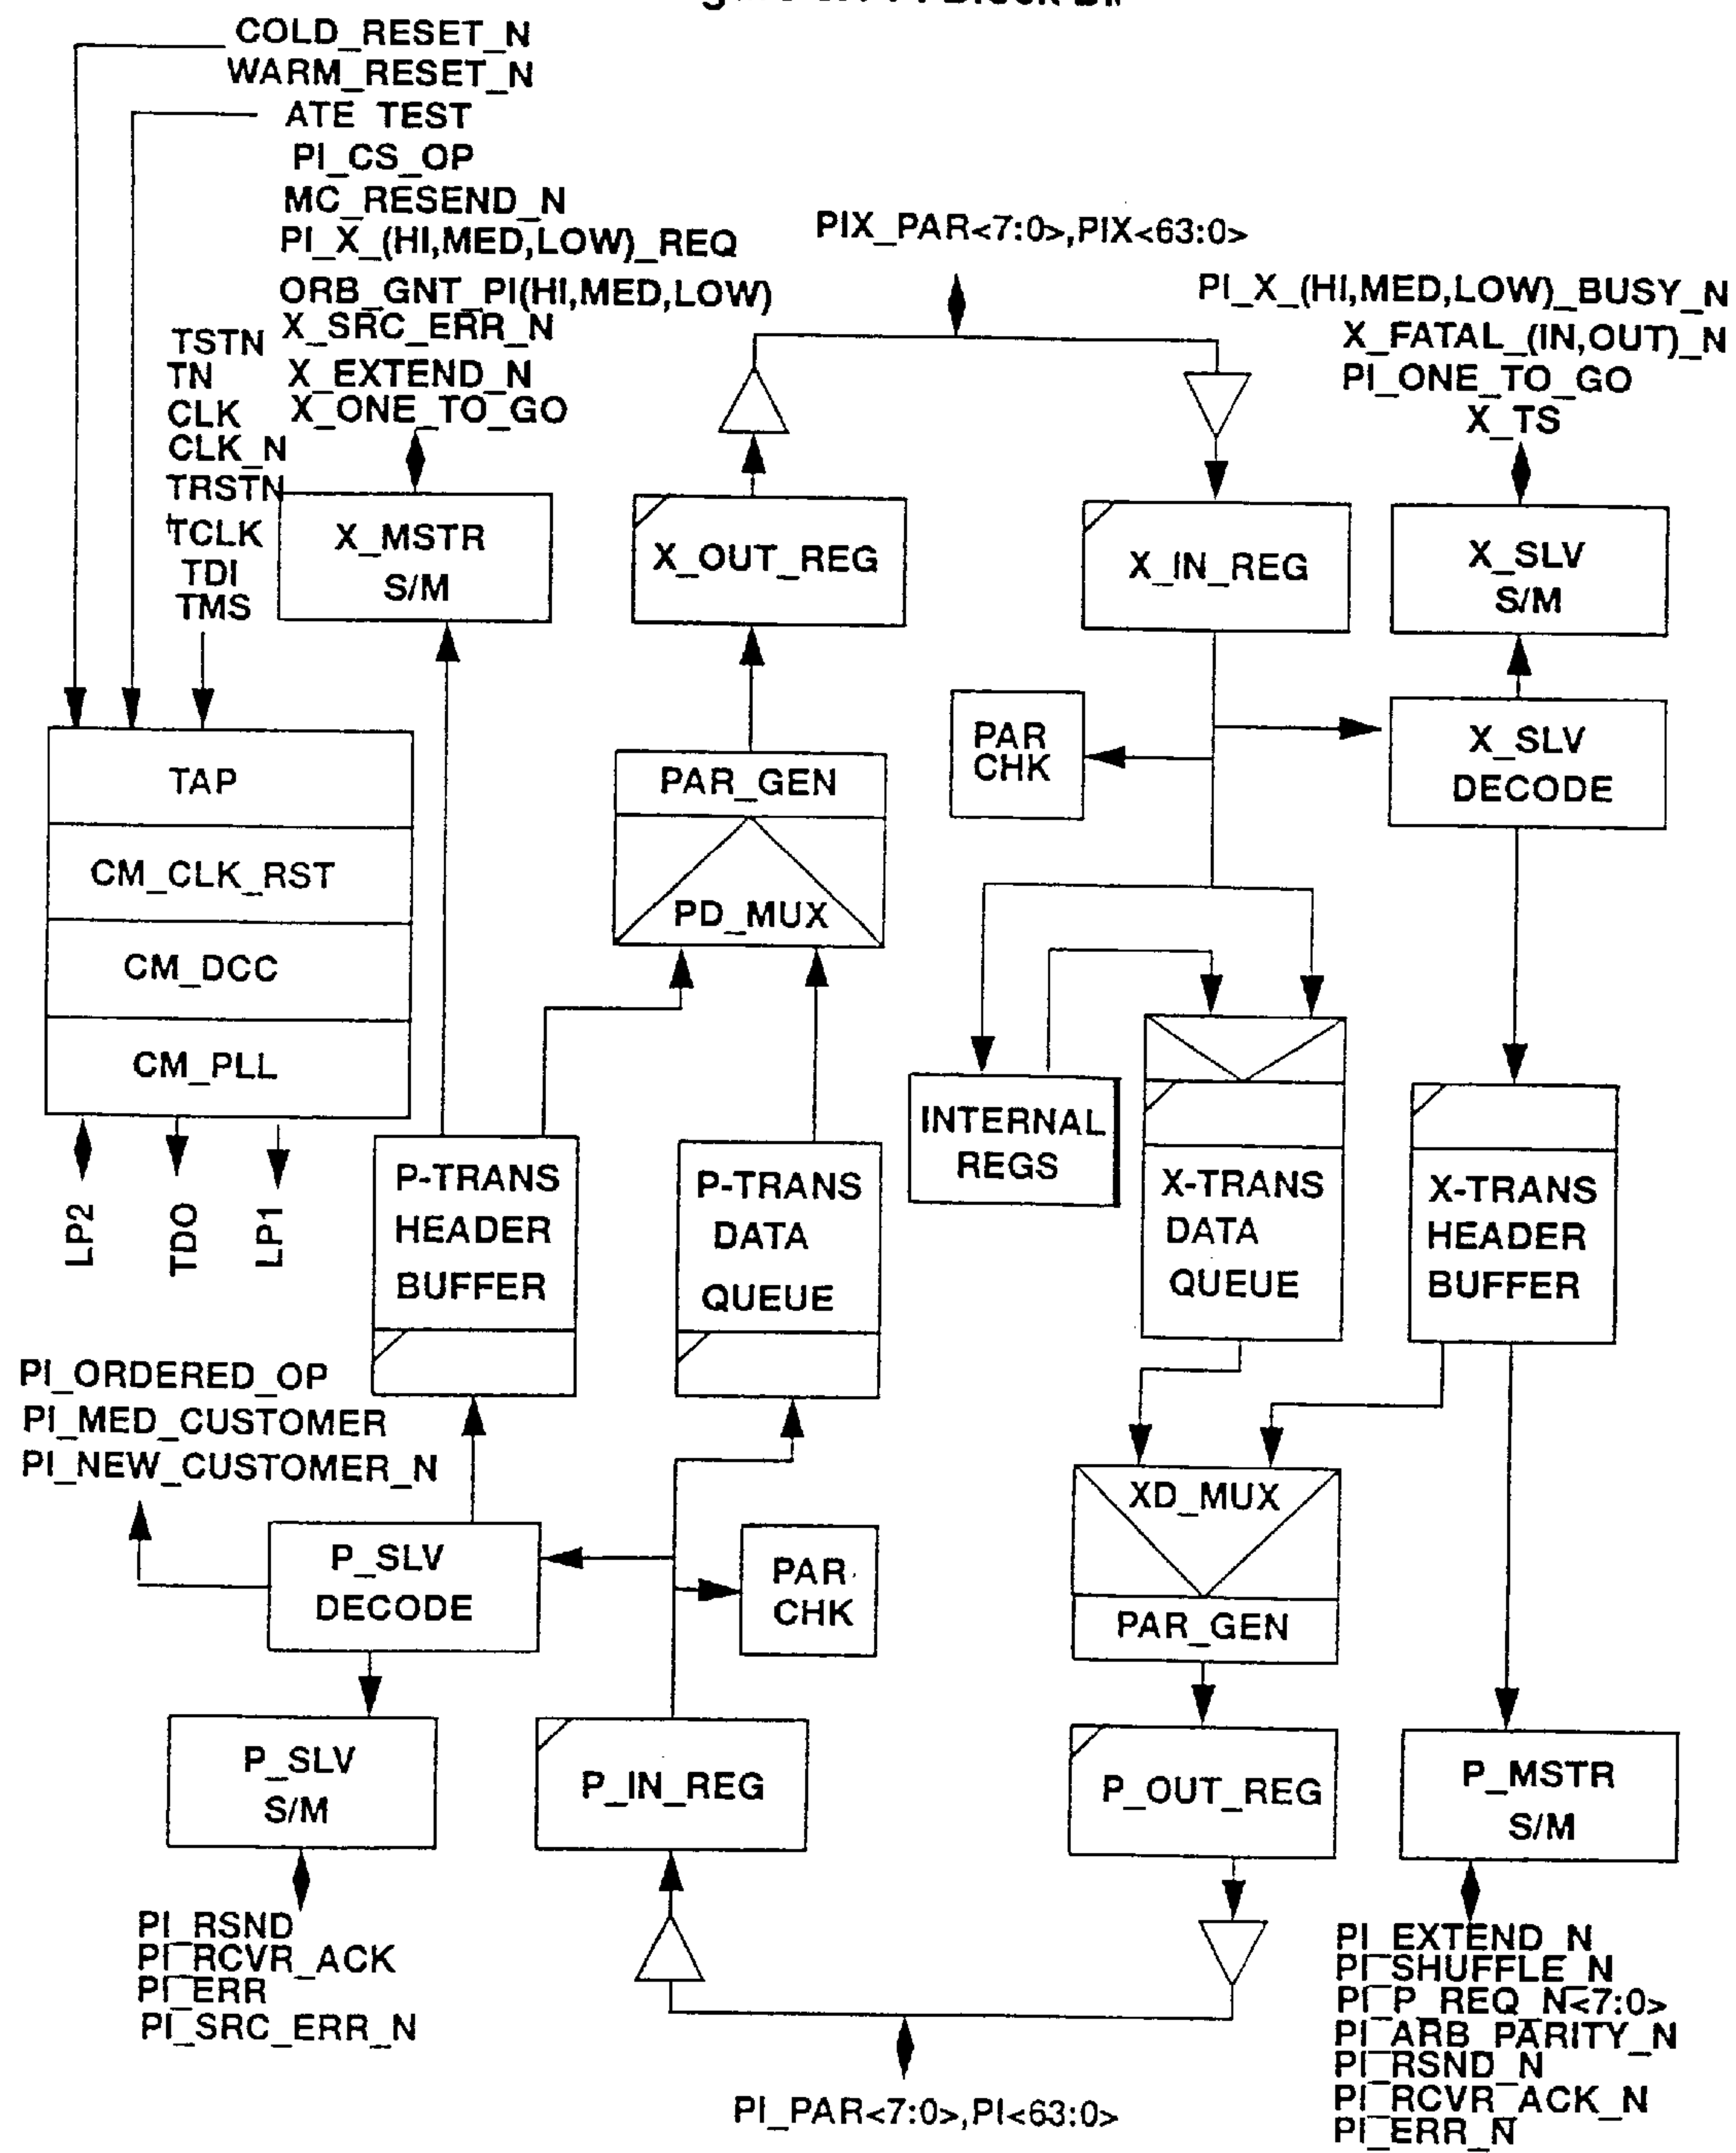 COLD_RESET_N
WARM_RESET_N
ATE TEST
PI_CS_OP
MC_RESEND_N
PI_X_(HI,MED,LOW)_REQ
ORB_GNT_PI(HI,MED,LOW)
X_SRC_ERR_N
X_EXTEND_N
X_ONE_TO_GO
TSTN
TN
CLK
CLK_N
TRSTN
TCLK
TDI
TMS
PIX_PAR<7:0>,PIX<63:0>
PI_X_(HI,MED,LOW)_BUSY_N
X_FATAL_(IN,OUT)_N
PI_ONE_TO_GO
X_TS
X_MSTR
S/M
X_OUT_REG
X_IN_REG
X_SLV
S/M
TAP
CM_CLK_RST
CM_DCC
CM_PLL
PAR_GEN
PD_MUX
PAR
CHK
X_SLV
DECODE
LP2
TDO
LP1
P-TRANS
HEADER
BUFFER
P-TRANS
DATA
QUEUE
INTERNAL
REGS
X-TRANS
DATA
QUEUE
X-TRANS
HEADER
BUFFER
PI_ORDERED_OP
PI_MED_CUSTOMER
PI_NEW_CUSTOMER_N
P_SLV
DECODE
PAR
CHK
XD_MUX
PAR_GEN
P_SLV
S/M
P_IN_REG
P_OUT_REG
P_MSTR
S/M
PI_RSND
PI_RCVR_ACK
PI_ERR
PI_SRC_ERR_N
PI_PAR<7:0>,PI<63:0>
PI_EXTEND_N
PI_SHUFFLE_N
PI_P_REQ_N<7:0>
PI_ARB_PARITY_N
PI_RSND_N
PI_RCVR_ACK_N
PI_ERR_N